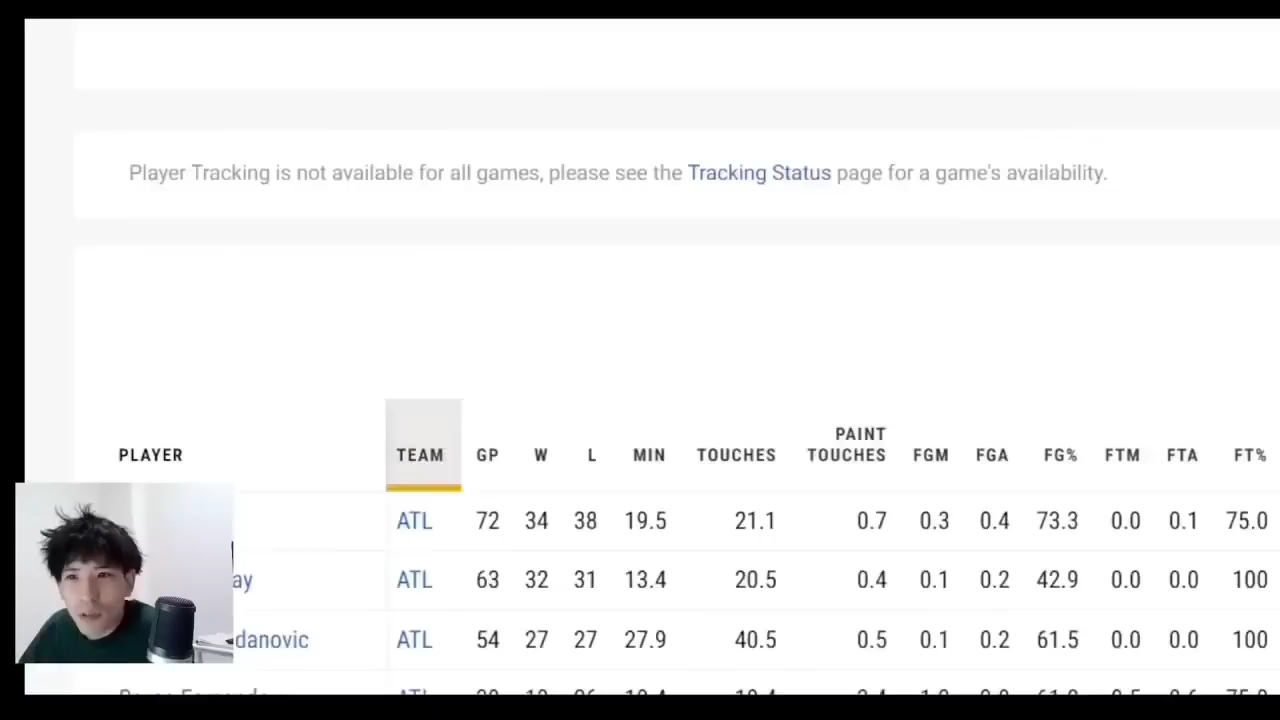 Player Tracking is not available for all games, please see the Tracking Status page for a game's availability.
PLAYER TEAM GP W L MIN TOUCHES PAINT TOUCHES FGM FGA FG% FTM FTA FT%
ATL 72 34 38 19.5 21.1 0.7 0.3 0.4 73.3 0.0 0.1 75.0
ay ATL 63 32 31 13.4 20.5 0.4 0.1 0.2 42.9 0.0 0.0 100
danovic ATL 54 27 27 27.9 40.5 0.5 0.1 0.2 61.5 0.0 0.0 100